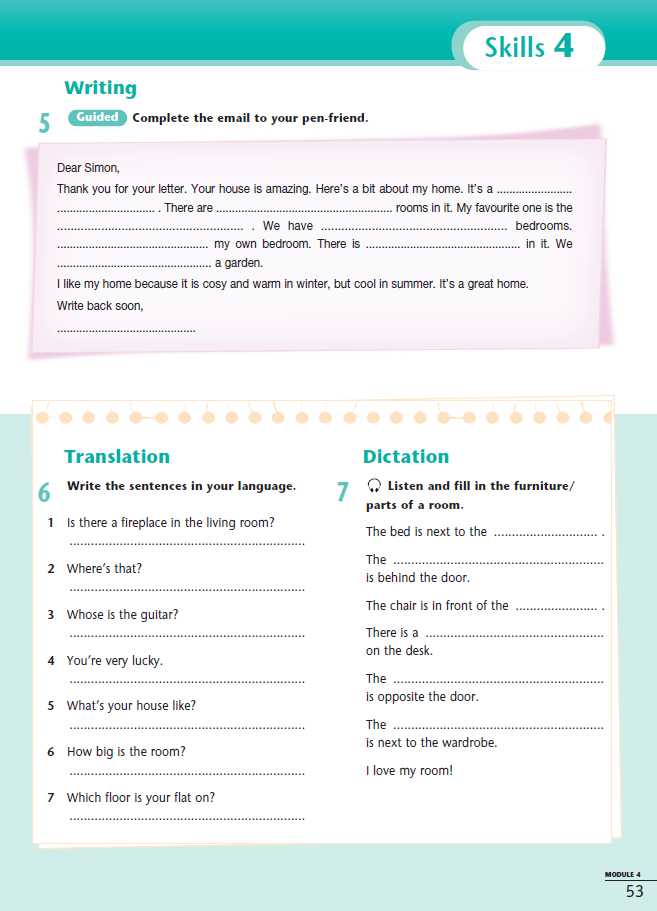 Skills 4
Writing
5 Guided Complete the email to your pen-friend.
Dear Simon,
Thank you for your letter. Your house is amazing. Here's a bit about my home. It's a ........................
................................ . There are .......................................................... rooms in it. My favourite one is the
.............................................................. . We have .............................................................. bedrooms.
.................................................. my own bedroom. There is ................................................... in it. We
................................................... a garden.
I like my home because it is cosy and warm in winter, but cool in summer. It's a great home.
Write back soon,
..............................................
Translation
6 Write the sentences in your language.
1 Is there a fireplace in the living room?
..................................................................
2 Where's that?
..................................................................
3 Whose is the guitar?
..................................................................
4 You're very lucky.
..................................................................
5 What's your house like?
..................................................................
6 How big is the room?
..................................................................
7 Which floor is your flat on?
..................................................................
Dictation
7 Listen and fill in the furniture/
parts of a room.
The bed is next to the ............................. .
The ...........................................................
is behind the door.
The chair is in front of the ....................... .
There is a ..................................................
on the desk.
The ...........................................................
is opposite the door.
The ...........................................................
is next to the wardrobe.
I love my room!
MODULE 4
53